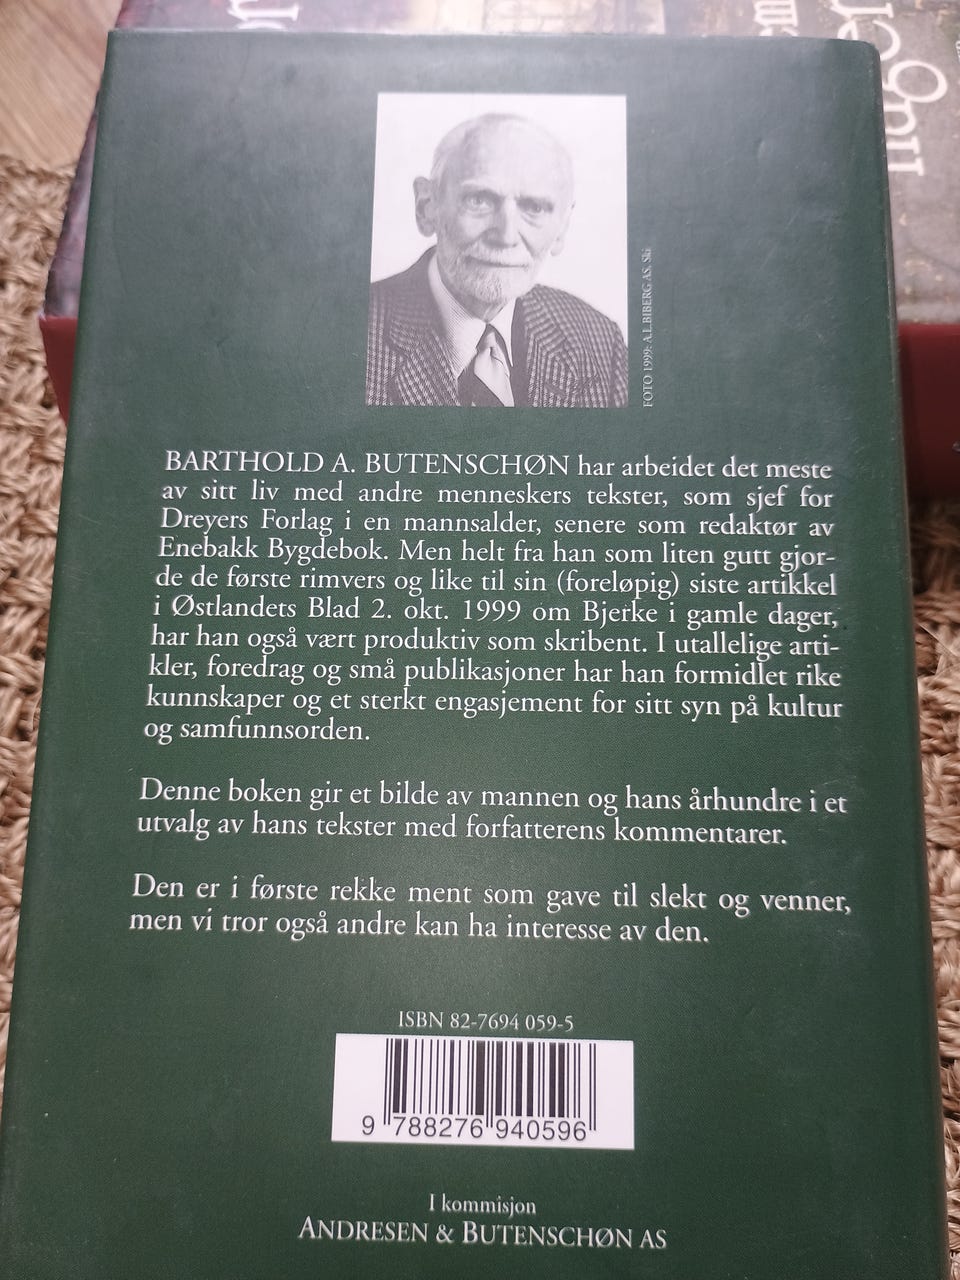 FOTO 1999: A.L.BIBERG AS, Ski
BARTHOLD A. BUTENSCHØN har arbeidet det meste
av sitt liv med andre menneskers tekster, som sjef for
Dreyers Forlag i en mannsalder, senere som redaktør av
Enebakk Bygdebok. Men helt fra han som liten gutt gjor-
de de første rimvers og like til sin (foreløpig) siste artikkel
i Østlandets Blad 2. okt. 1999 om Bjerke i gamle dager,
har han også vært produktiv som skribent. I utallelige arti-
kler, foredrag og små publikasjoner har han formidlet rike
kunnskaper og et sterkt engasjement for sitt syn på kultur
og samfunnsorden.
Denne boken gir et bilde av mannen og hans århundre i et
utvalg av hans tekster med forfatterens kommentarer.
Den er i første rekke ment som gave til slekt og venner,
men vi tror også andre kan ha interesse av den.
ISBN 82-7694 059-5
9 788276 940596
I kommisjon
ANDRESEN & BUTENSCHØN AS